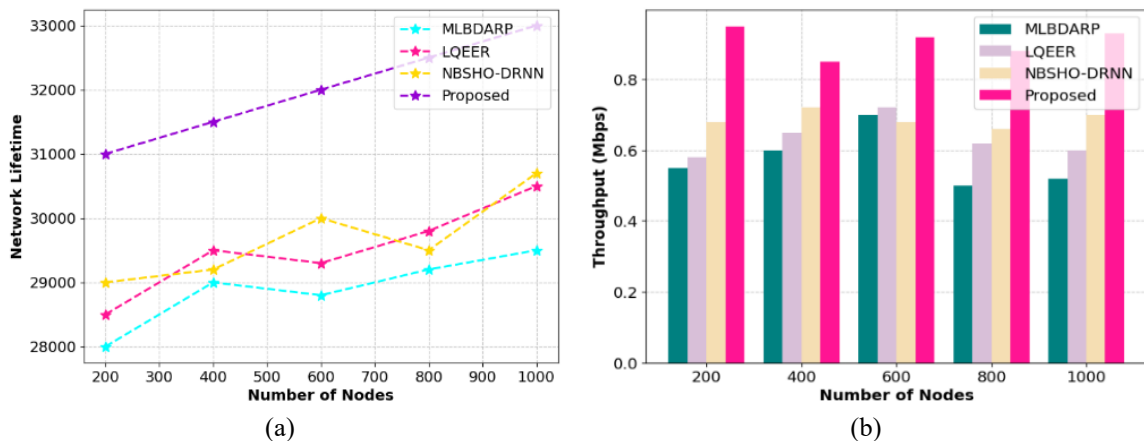 33000
32000
31000
30000
29000
28000
Network Lifetime
200 300 400 500 600 700 800 900 1000
Number of Nodes
MLBDARP
LQEER
NBSHO-DRNN
Proposed
(a)
0.8
0.6
0.4
0.2
0.0
Throughput (Mbps)
200 400 600 800 1000
Number of Nodes
MLBDARP
LQEER
NBSHO-DRNN
Proposed
(b)